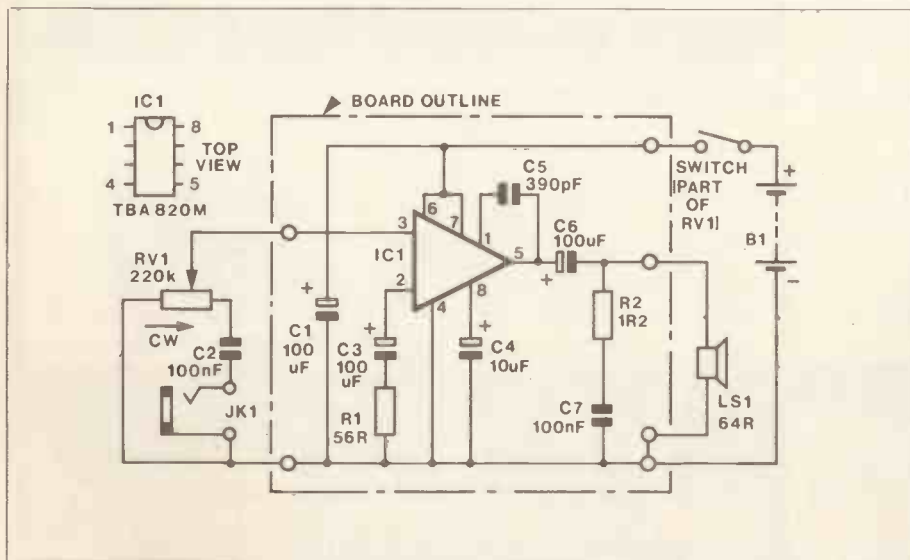 IC1
1
8
TOP
VIEW
4
5
TBA 820M
BOARD OUTLINE
C5
390pF
SWITCH
(PART
OF
RV1)
+
B1
−
RV1
220k
CW
C2
100nF
JK1
3
6
7
1
IC1
5
2
4
8
C6
100uF
+
+
C1
100
uF
+
C3
100
uF
R1
56R
+
C4
10uF
R2
1R2
C7
100nF
LS1
64R